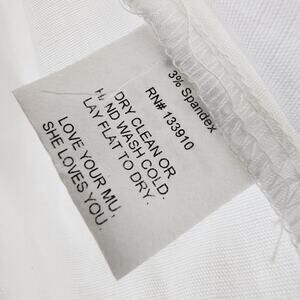 3% Spandex
RN# 133910
DRY CLEAN OR
HAND WASH COLD.
LAY FLAT TO DRY.
LOVE YOUR MU,
SHE LOVES YOU.